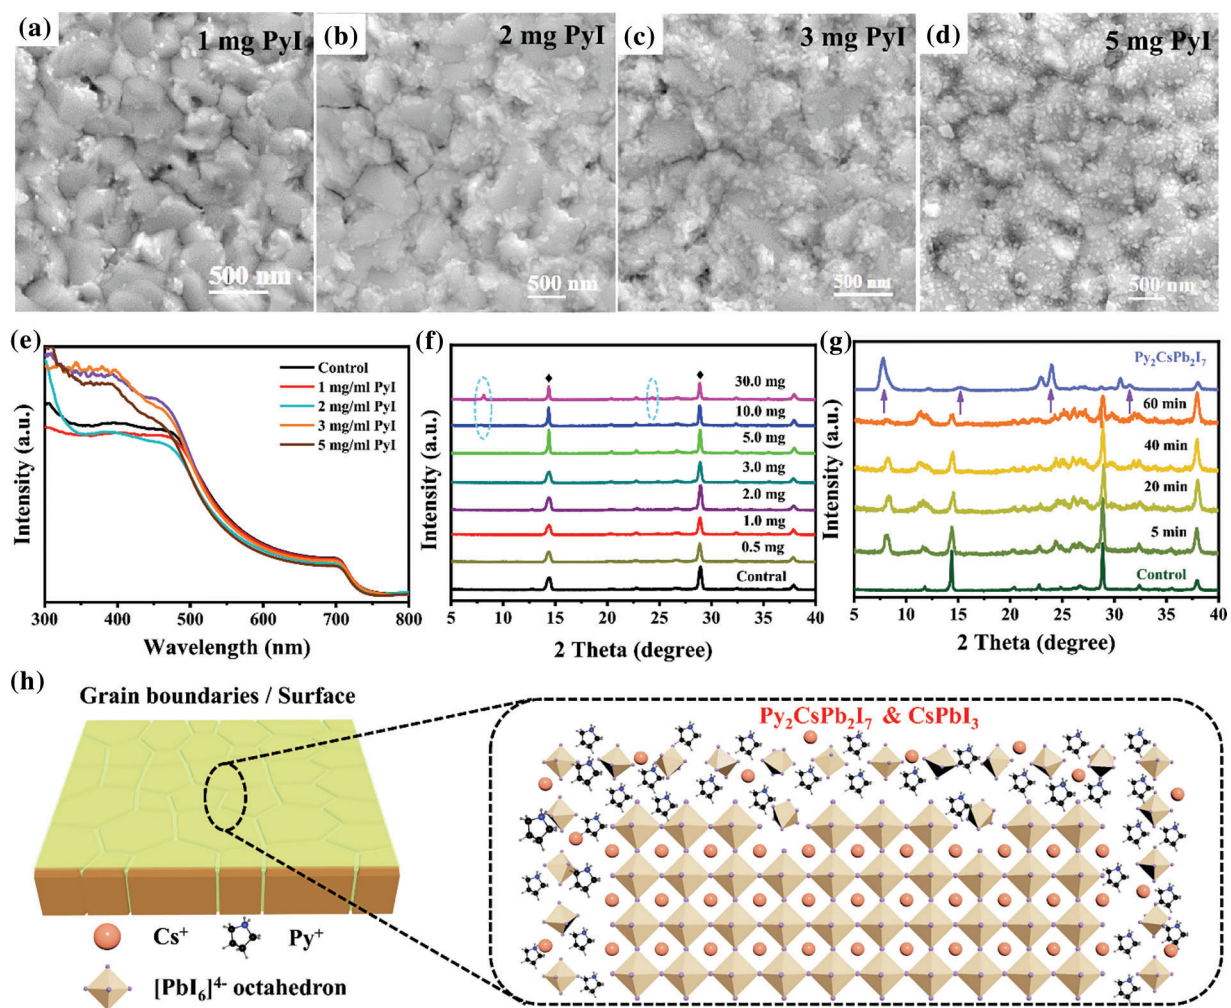 (a)
1 mg PyI
500 nm
(b)
2 mg PyI
500 nm
(c)
3 mg PyI
500 nm
(d)
5 mg PyI
500 nm
(e)
Intensity (a.u.)
Control
1 mg/ml PyI
2 mg/ml PyI
3 mg/ml PyI
5 mg/ml PyI
300 400 500 600 700 800
Wavelength (nm)
(f)
Intensity (a.u.)
30.0 mg
10.0 mg
5.0 mg
3.0 mg
2.0 mg
1.0 mg
0.5 mg
Contral
5 10 15 20 25 30 35 40
2 Theta (degree)
(g)
Intensity (a.u.)
Py₂CsPb₂I₇
60 min
40 min
20 min
5 min
Control
5 10 15 20 25 30 35 40
2 Theta (degree)
(h)
Grain boundaries / Surface
Cs⁺
Py⁺
[PbI₆]⁴⁻ octahedron
Py₂CsPb₂I₇ & CsPbI₃